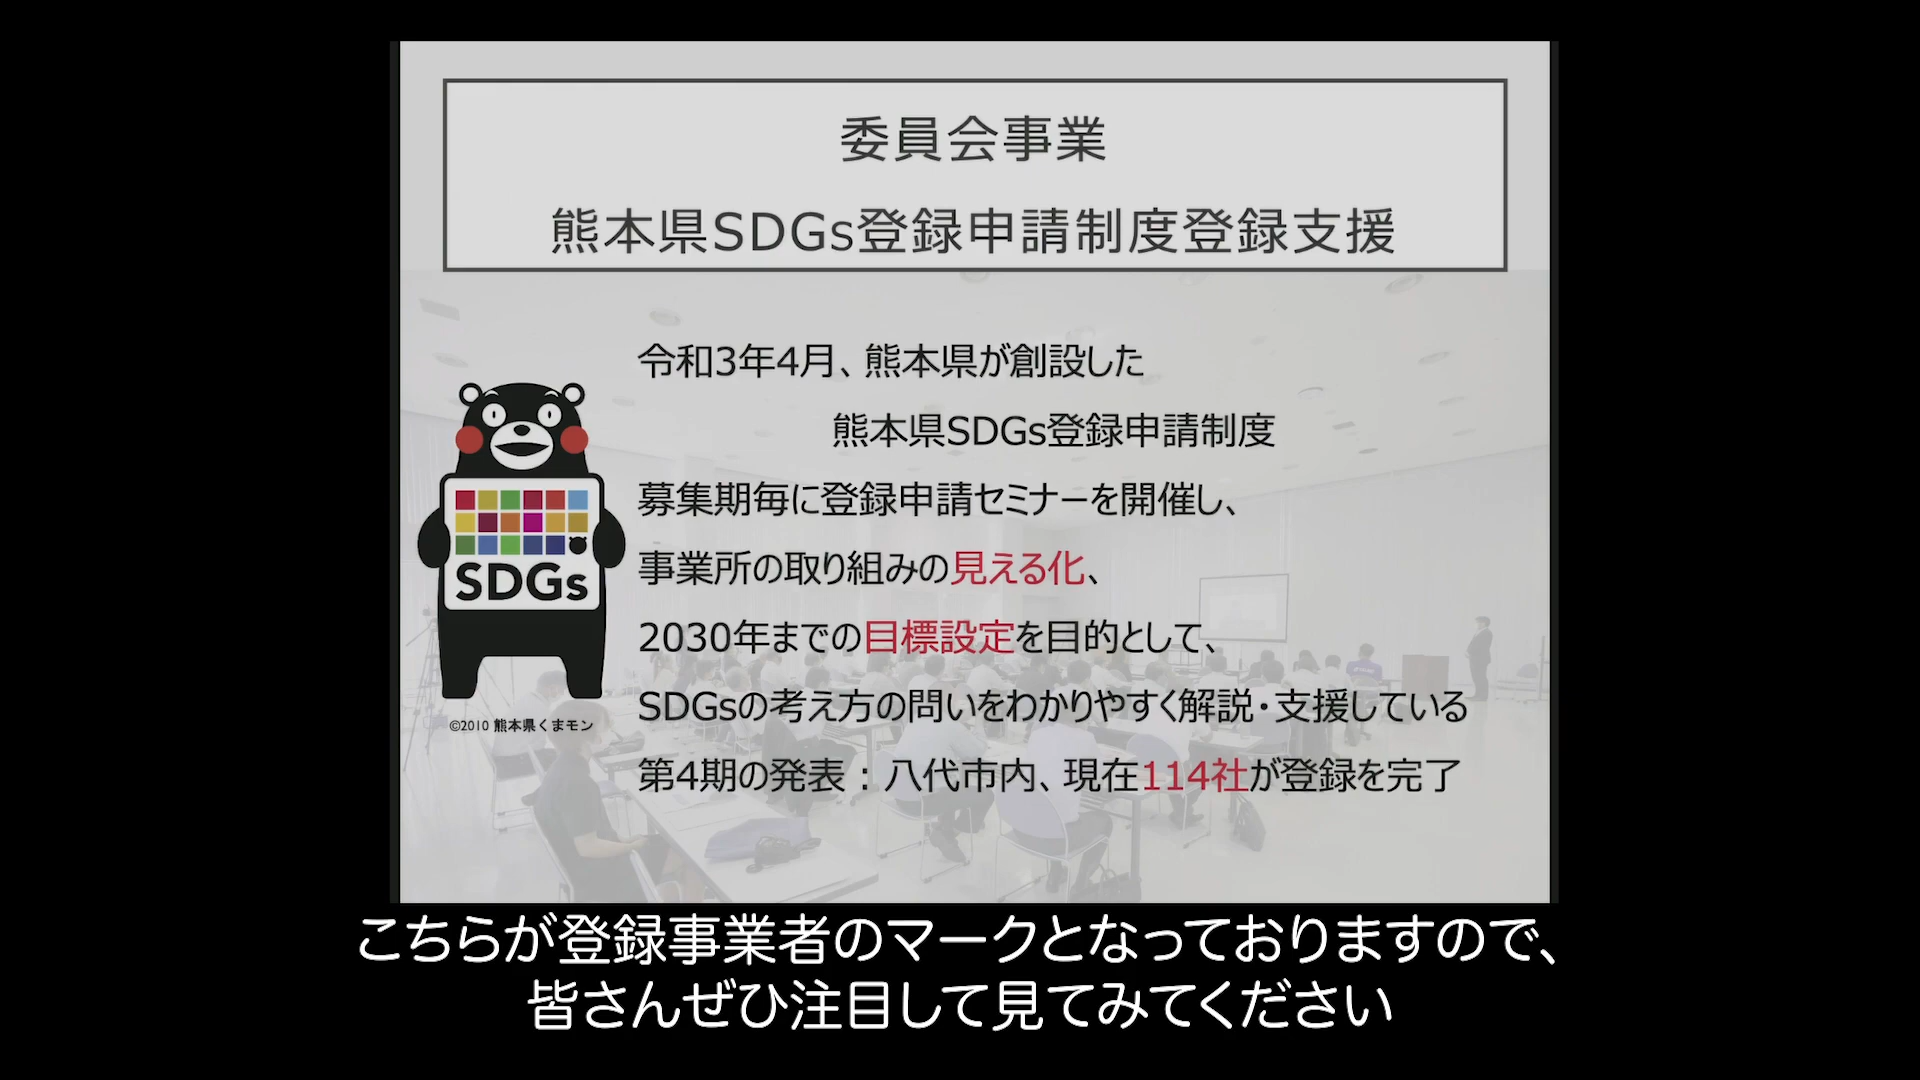 委員会事業
熊本県SDGs登録申請制度登録支援
令和3年4月、熊本県が創設した
熊本県SDGs登録申請制度
募集期毎に登録申請セミナーを開催し、
事業所の取り組みの見える化、
2030年までの目標設定を目的として、
SDGsの考え方の問いをわかりやすく解説・支援している
第4期の発表：八代市内、現在114社が登録を完了
SDGs
©2010 熊本県くまモン
こちらが登録事業者のマークとなっておりますので、
皆さんぜひ注目して見てみてください